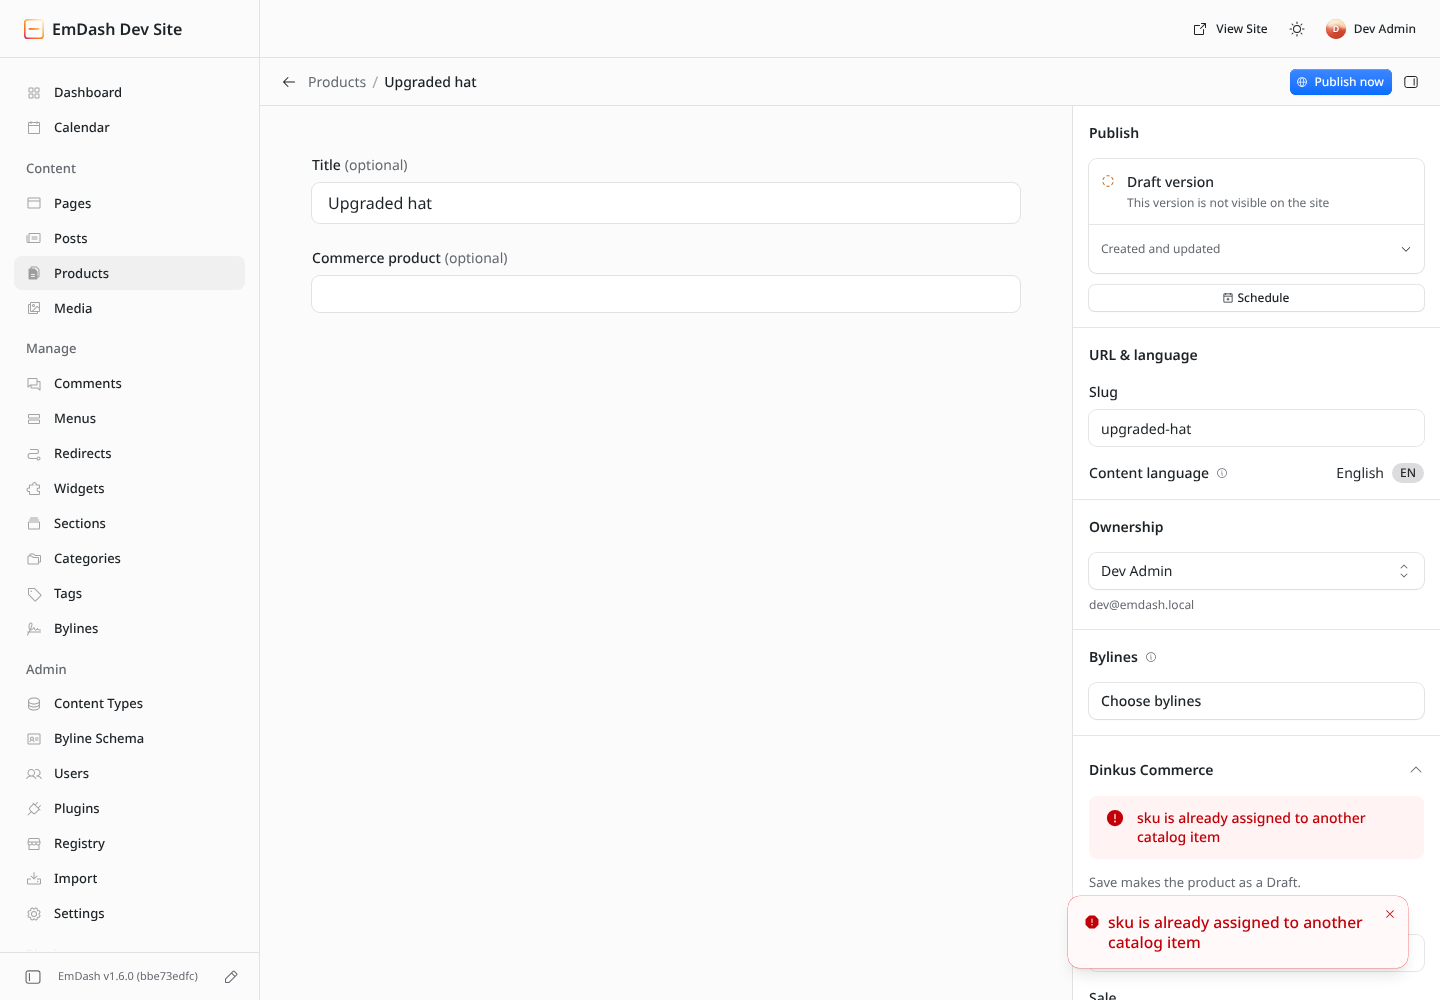 EmDash Dev Site
View Site
D
Dev Admin
Dashboard
Calendar
Content
Pages
Posts
Products
Media
Manage
Comments
Menus
Redirects
Widgets
Sections
Categories
Tags
Bylines
Admin
Content Types
Byline Schema
Users
Plugins
Registry
Import
Settings
EmDash v1.6.0 (bbe73edfc)
Products / Upgraded hat
Publish now
Title (optional)
Upgraded hat
Commerce product (optional)
Publish
Draft version
This version is not visible on the site
Created and updated
Schedule
URL & language
Slug
upgraded-hat
Content language
English EN
Ownership
Dev Admin
dev@emdash.local
Bylines
Choose bylines
Dinkus Commerce
sku is already assigned to another
catalog item
Save makes the product as a Draft.
sku is already assigned to another
catalog item
Sale